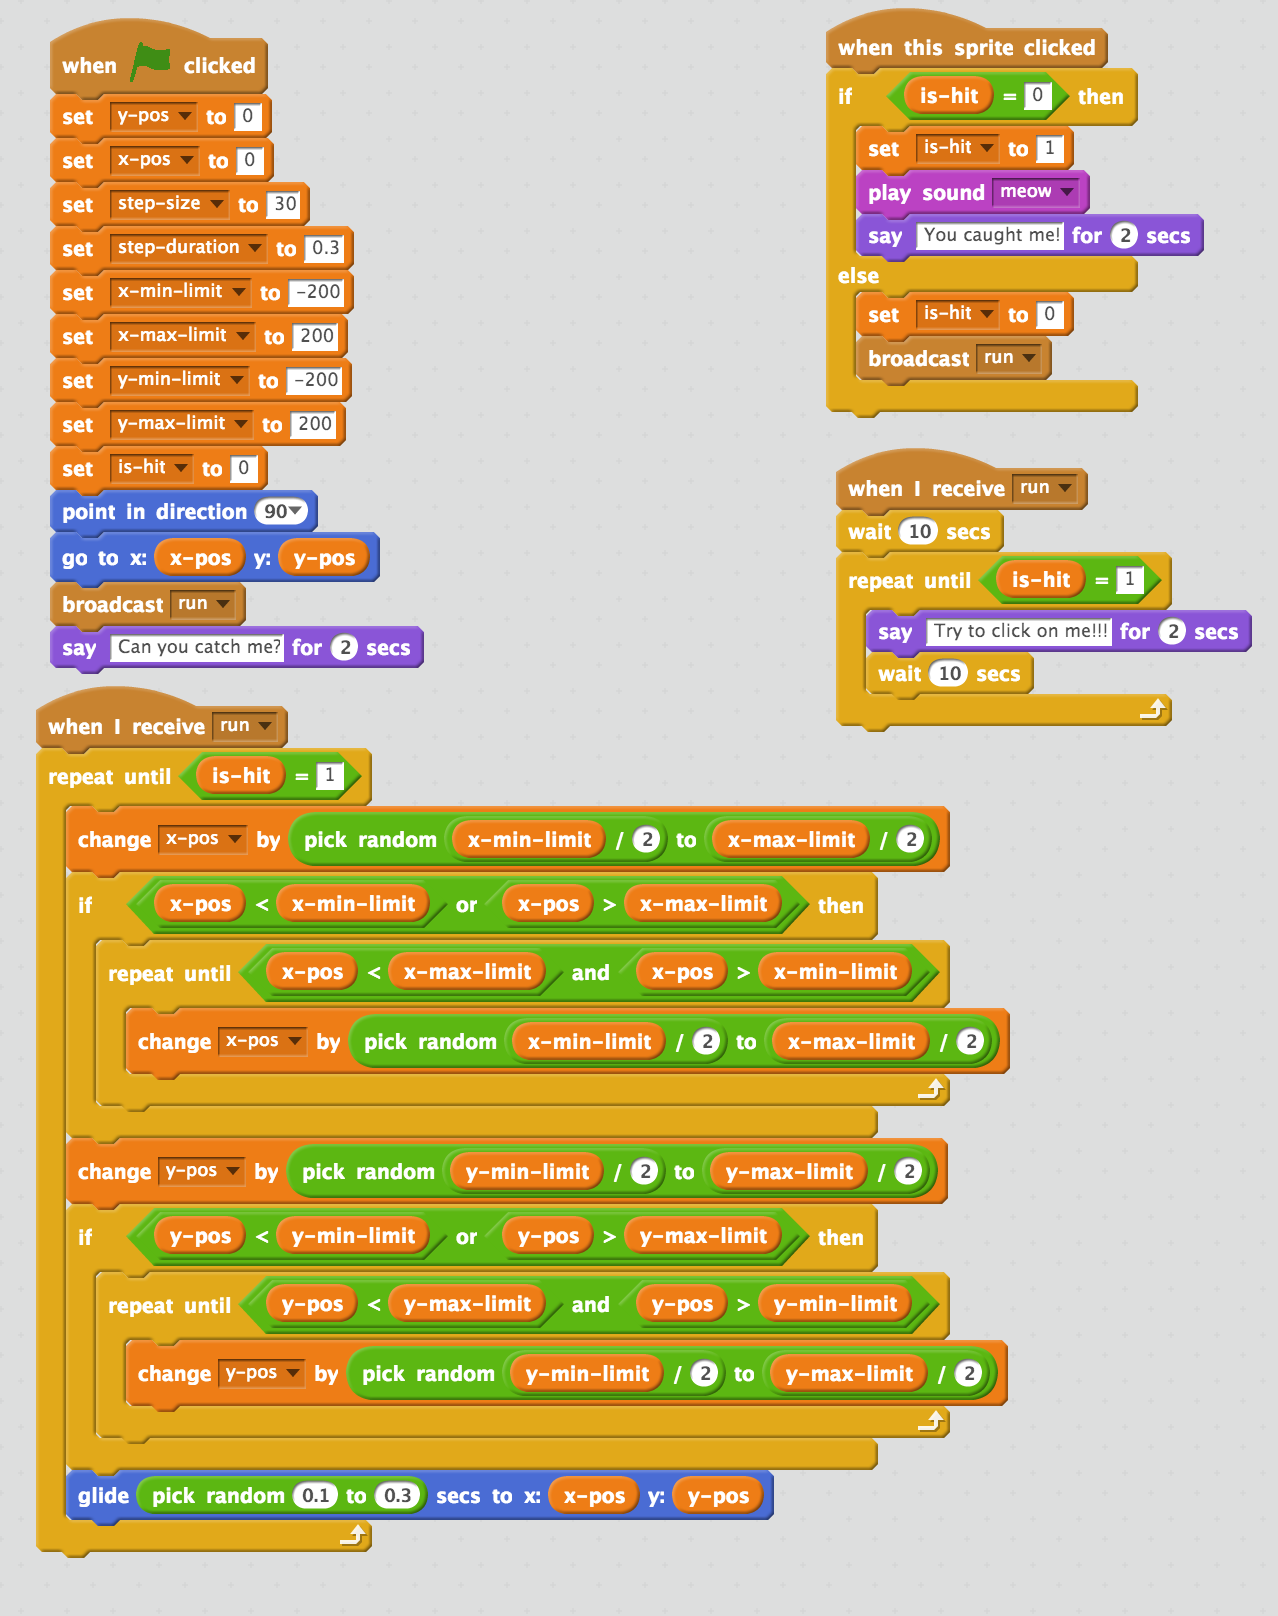 when clicked
set y-pos to 0
set x-pos to 0
set step-size to 30
set step-duration to 0.3
set x-min-limit to -200
set x-max-limit to 200
set y-min-limit to -200
set y-max-limit to 200
set is-hit to 0
point in direction 90
go to x: x-pos y: y-pos
broadcast run
say Can you catch me? for 2 secs
when this sprite clicked
if is-hit = 0 then
set is-hit to 1
play sound meow
say You caught me! for 2 secs
else
set is-hit to 0
broadcast run
when I receive run
wait 10 secs
repeat until is-hit = 1
say Try to click on me!!! for 2 secs
wait 10 secs
when I receive run
repeat until is-hit = 1
change x-pos by pick random x-min-limit / 2 to x-max-limit / 2
if x-pos < x-min-limit or x-pos > x-max-limit then
repeat until x-pos < x-max-limit and x-pos > x-min-limit
change x-pos by pick random x-min-limit / 2 to x-max-limit / 2
change y-pos by pick random y-min-limit / 2 to y-max-limit / 2
if y-pos < y-min-limit or y-pos > y-max-limit then
repeat until y-pos < y-max-limit and y-pos > y-min-limit
change y-pos by pick random y-min-limit / 2 to y-max-limit / 2
glide pick random 0.1 to 0.3 secs to x: x-pos y: y-pos